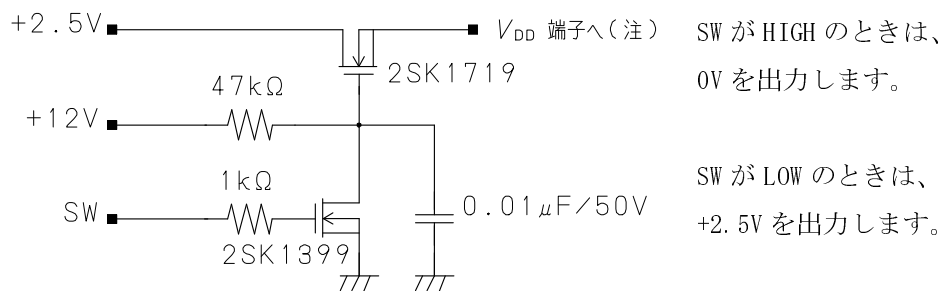 +2.5V
VDD 端子へ(注)
SW が HIGH のときは、
0V を出力します。
2SK1719
47kΩ
+12V
1kΩ
SW
0.01μF/50V
2SK1399
SW が LOW のときは、
+2.5V を出力します。